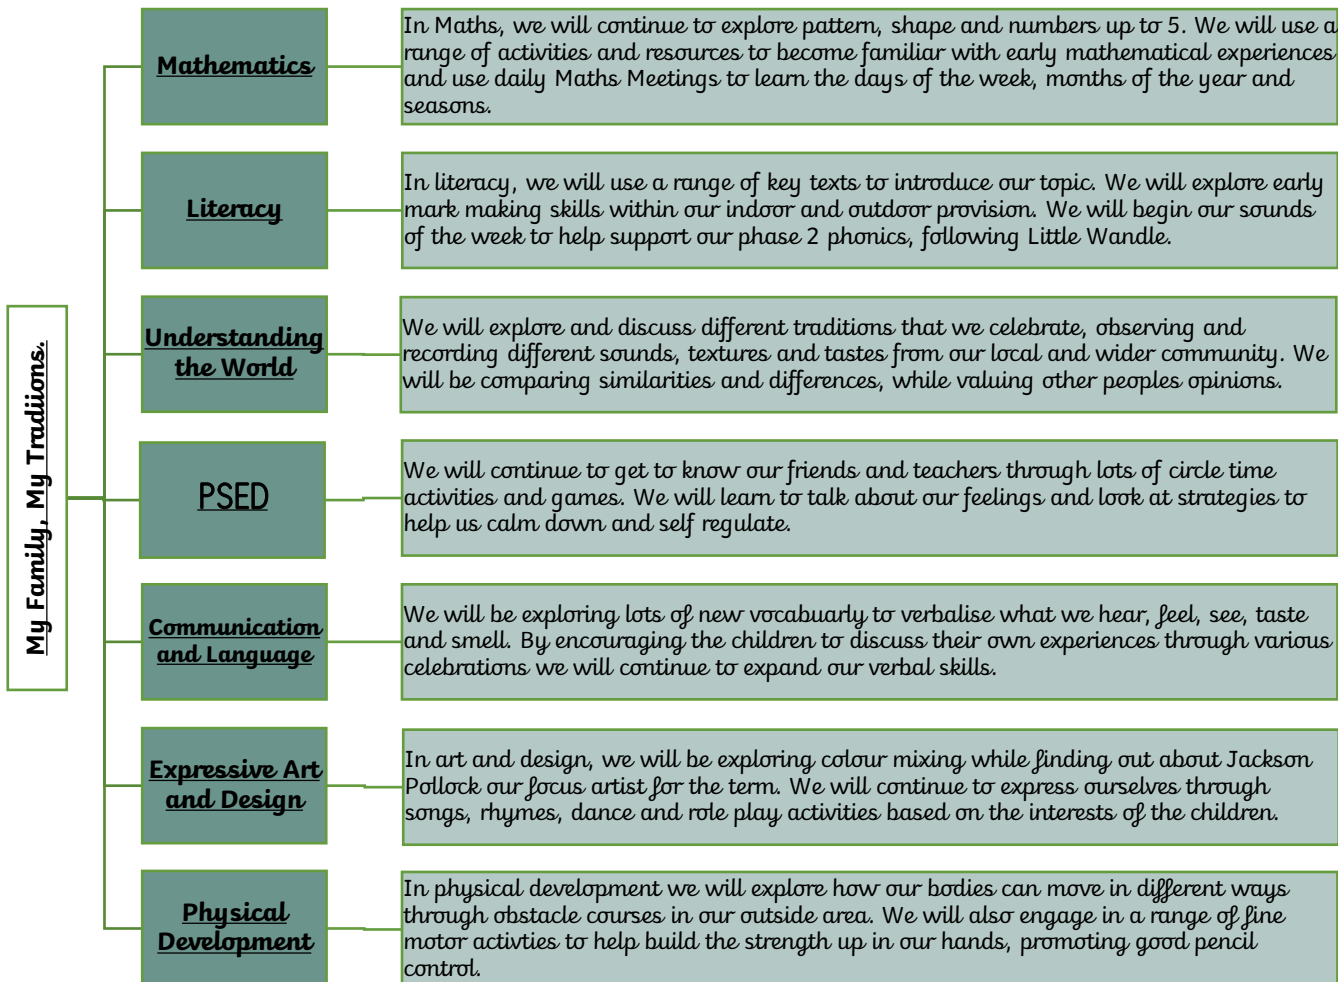 My Family, My Tradiions.
Mathematics
In Maths, we will continue to explore pattern, shape and numbers up to 5. We will use a
range of activities and resources to become familiar with early mathematical experiences
and use daily Maths Meetings to learn the days of the week, months of the year and
seasons.
Literacy
In literacy, we will use a range of key texts to introduce our topic. We will explore early
mark making skills within our indoor and outdoor provision. We will begin our sounds
of the week to help support our phase 2 phonics, following Little Wandle.
Understanding
the World
We will explore and discuss different traditions that we celebrate, observing and
recording different sounds, textures and tastes from our local and wider community. We
will be comparing similarities and differences, while valuing other peoples opinions.
PSED
We will continue to get to know our friends and teachers through lots of circle time
activities and games. We will learn to talk about our feelings and look at strategies to
help us calm down and self regulate.
Communication
and Language
We will be exploring lots of new vocabuarly to verbalise what we hear, feel, see, taste
and smell. By encouraging the children to discuss their own experiences through various
celebrations we will continue to expand our verbal skills.
Expressive Art
and Design
In art and design, we will be exploring colour mixing while finding out about Jackson
Pollock our focus artist for the term. We will continue to express ourselves through
songs, rhymes, dance and role play activities based on the interests of the children.
Physical
Development
In physical development we will explore how our bodies can move in different ways
through obstacle courses in our outside area. We will also engage in a range of fine
motor activties to help build the strength up in our hands, promoting good pencil
control.